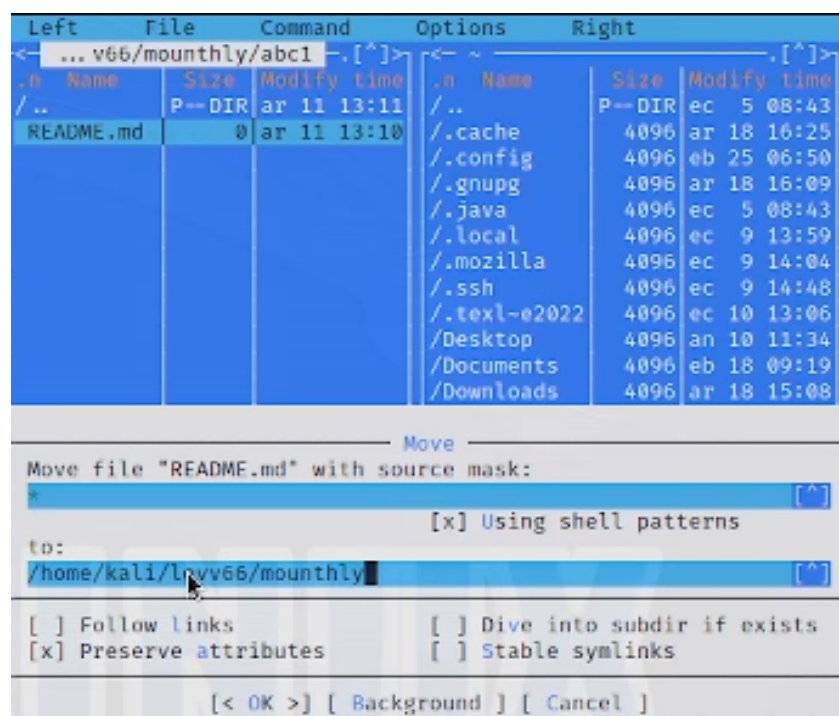 Left File Command Options Right
<— ... v66/mounthly/abc1 —.[^]> <— ~ —.[^]>
.n Name Size Modify time .n Name Size Modify time
/.. P--DIR ar 11 13:11 /.. P--DIR ec 5 08:43
README.md 0 ar 11 13:10 /.cache 4096 ar 18 16:25
/.config 4096 eb 25 06:50
/.gnupg 4096 ar 18 16:09
/.java 4096 ec 5 08:43
/.local 4096 ec 9 13:59
/.mozilla 4096 ec 9 14:04
/.ssh 4096 ec 9 14:48
/.texl~e2022 4096 ec 10 13:06
/Desktop 4096 an 10 11:34
/Documents 4096 eb 18 09:19
/Downloads 4096 ar 18 15:08
Move
Move file "README.md" with source mask:
* [^]
[x] Using shell patterns
to:
/home/kali/lovv66/mounthly [^]
[ ] Follow links [ ] Dive into subdir if exists
[x] Preserve attributes [ ] Stable symlinks
[< OK >] [ Background ] [ Cancel ]